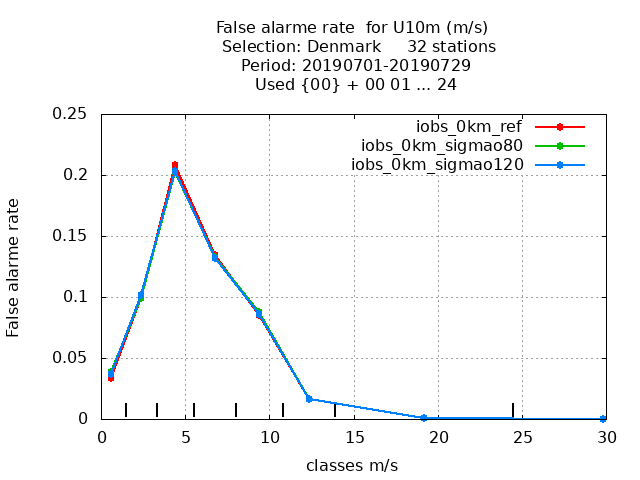 False alarme rate  for U10m (m/s)
Selection: Denmark     32 stations
Period: 20190701-20190729
Used {00} + 00 01 ... 24
iobs_0km_ref
iobs_0km_sigmao80
iobs_0km_sigmao120
False alarme rate
0.25
0.2
0.15
0.1
0.05
0
0 5 10 15 20 25 30
classes m/s